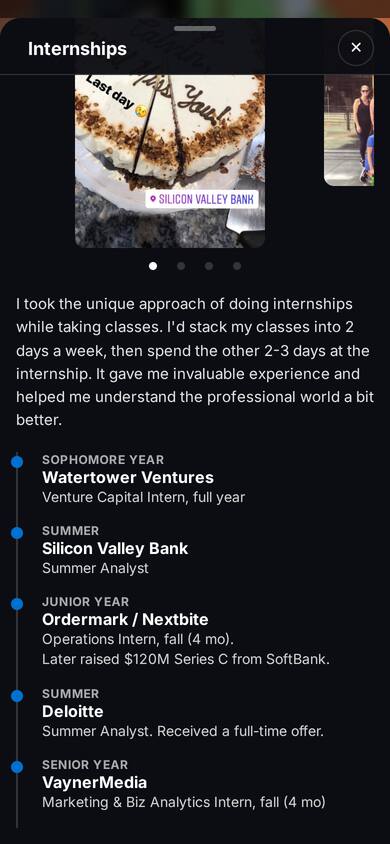 Internships
Miss You!
Last day 😢
SILICON VALLEY BANK
I took the unique approach of doing internships
while taking classes. I'd stack my classes into 2
days a week, then spend the other 2-3 days at the
internship. It gave me invaluable experience and
helped me understand the professional world a bit
better.
SOPHOMORE YEAR
Watertower Ventures
Venture Capital Intern, full year
SUMMER
Silicon Valley Bank
Summer Analyst
JUNIOR YEAR
Ordermark / Nextbite
Operations Intern, fall (4 mo).
Later raised $120M Series C from SoftBank.
SUMMER
Deloitte
Summer Analyst. Received a full-time offer.
SENIOR YEAR
VaynerMedia
Marketing & Biz Analytics Intern, fall (4 mo)